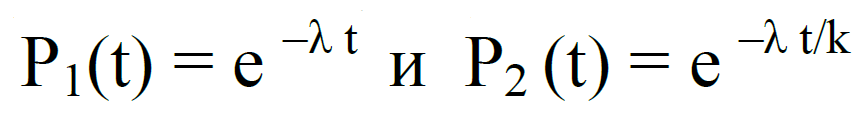 P₁(t) = e ^–λ t и P₂ (t) = e ^–λ t/k